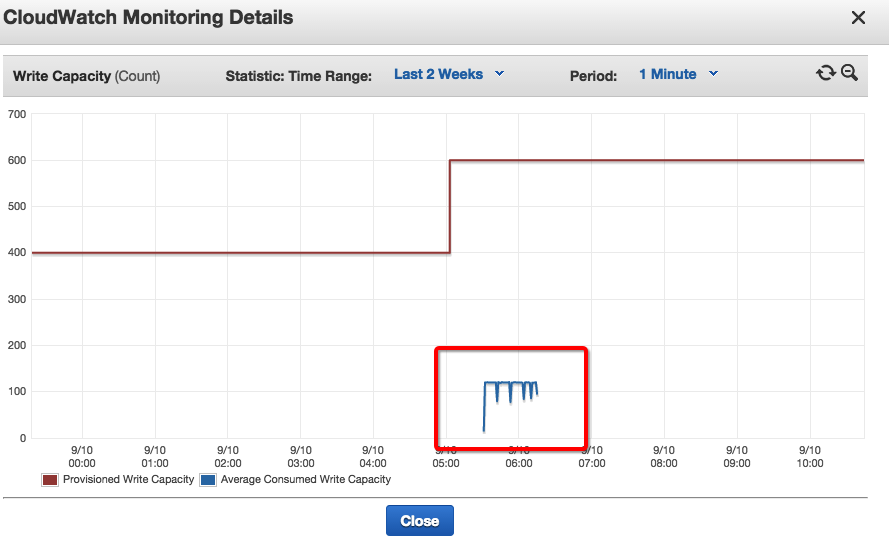 CloudWatch Monitoring Details
Write Capacity (Count) Statistic: Time Range: Last 2 Weeks Period: 1 Minute
700
600
500
400
300
200
100
0
9/10 9/10 9/10 9/10 9/10 9/10 9/10 9/10 9/10 9/10 9/10
00:00 01:00 02:00 03:00 04:00 05:00 06:00 07:00 08:00 09:00 10:00
Provisioned Write Capacity Average Consumed Write Capacity
Close